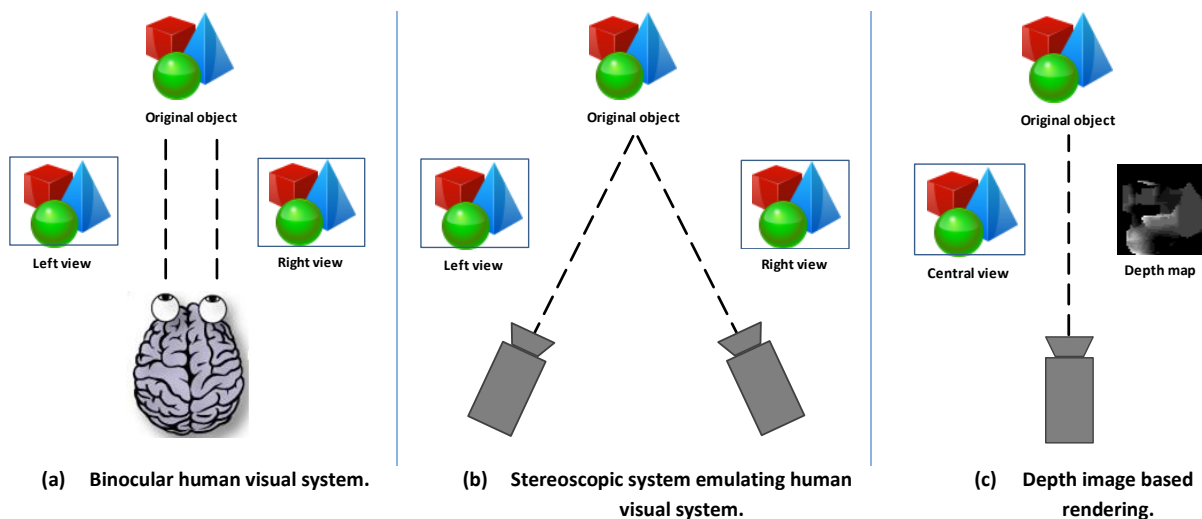 Original object
Left view
Right view
(a) Binocular human visual system.
Original object
Left view
Right view
(b) Stereoscopic system emulating human
visual system.
Original object
Central view
Depth map
(c) Depth image based
rendering.